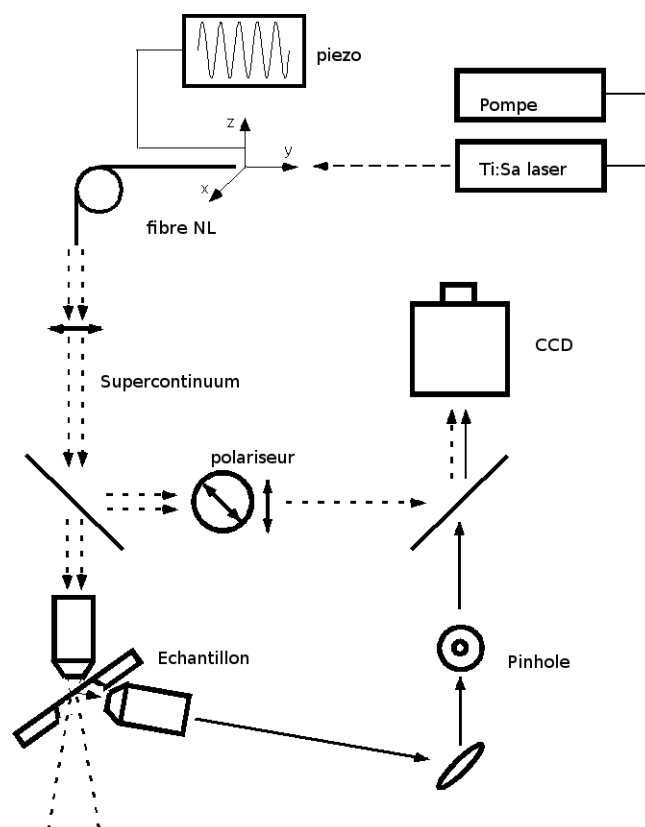 piezo
Pompe
z
y
Ti:Sa laser
x
fibre NL
CCD
Supercontinuum
polariseur
Echantillon
Pinhole